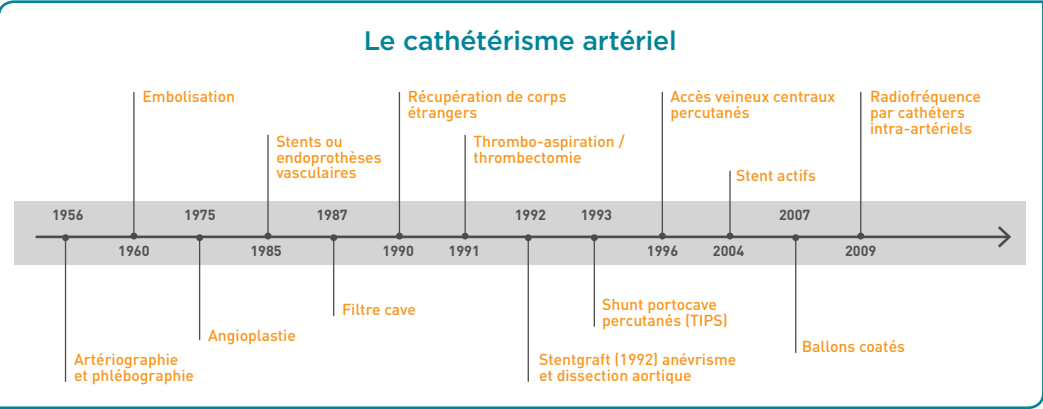 Le cathétérisme artériel
Embolisation
Récupération de corps
étrangers
Accès veineux centraux
percutanés
Radiofréquence
par cathéters
intra-artériels
Stents ou
endoprothèses
vasculaires
Thrombo-aspiration /
thrombectomie
Stent actifs
1956
1975
1987
1992
1993
2007
1960
1985
1990
1991
1996
2004
2009
Filtre cave
Shunt portocave
percutanés (TIPS)
Angioplastie
Ballons coatés
Artériographie
et phlébographie
Stentgraft (1992) anévrisme
et dissection aortique